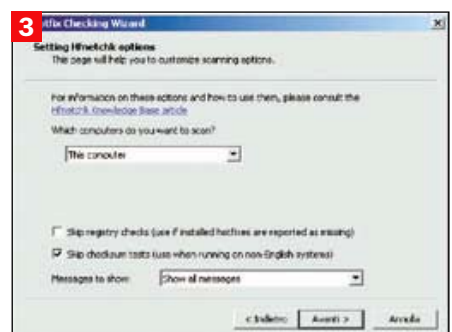 3
tfix Checking Wizard
Setting Hfnetchk options
This page will help you to customize scanning options.
For information on these options and how to use them, please consult the
Hfnetchk Knowledge Base article
Which computers do you want to scan?
This computer
Skip registry checks (use if installed hotfixes are reported as missing)
Skip checksum tests (use when running on non-English systems)
Messages to show: Show all messages
< Indietro Avanti > Annulla